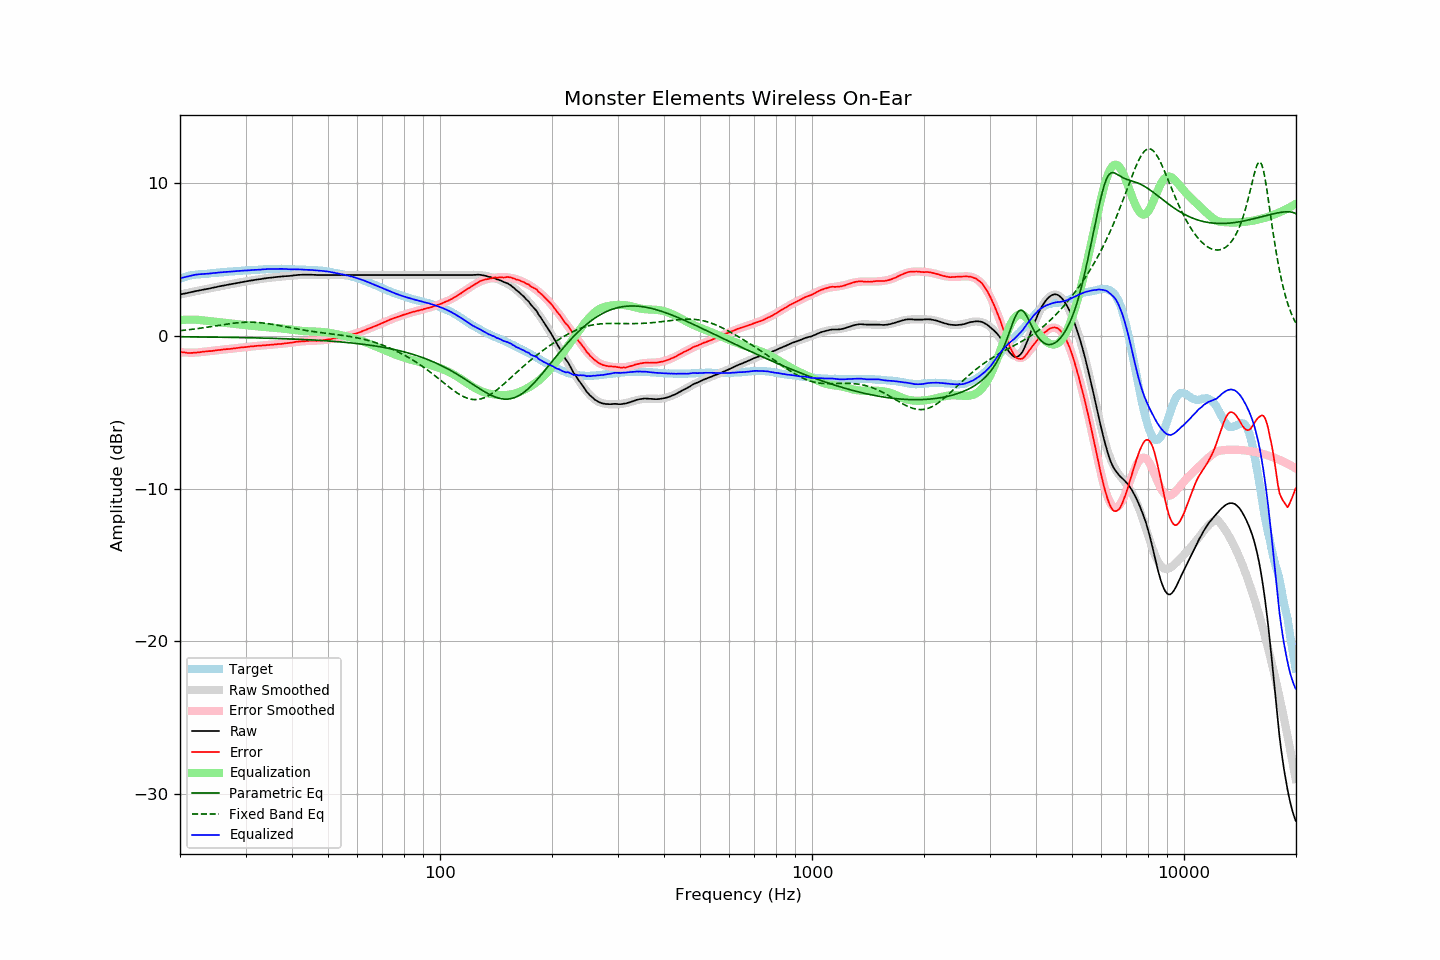 Monster Elements Wireless On-Ear
10
0
−10
−20
−30
Amplitude (dBr)
Target
Raw Smoothed
Error Smoothed
Raw
Error
Equalization
Parametric Eq
Fixed Band Eq
Equalized
100
1000
10000
Frequency (Hz)